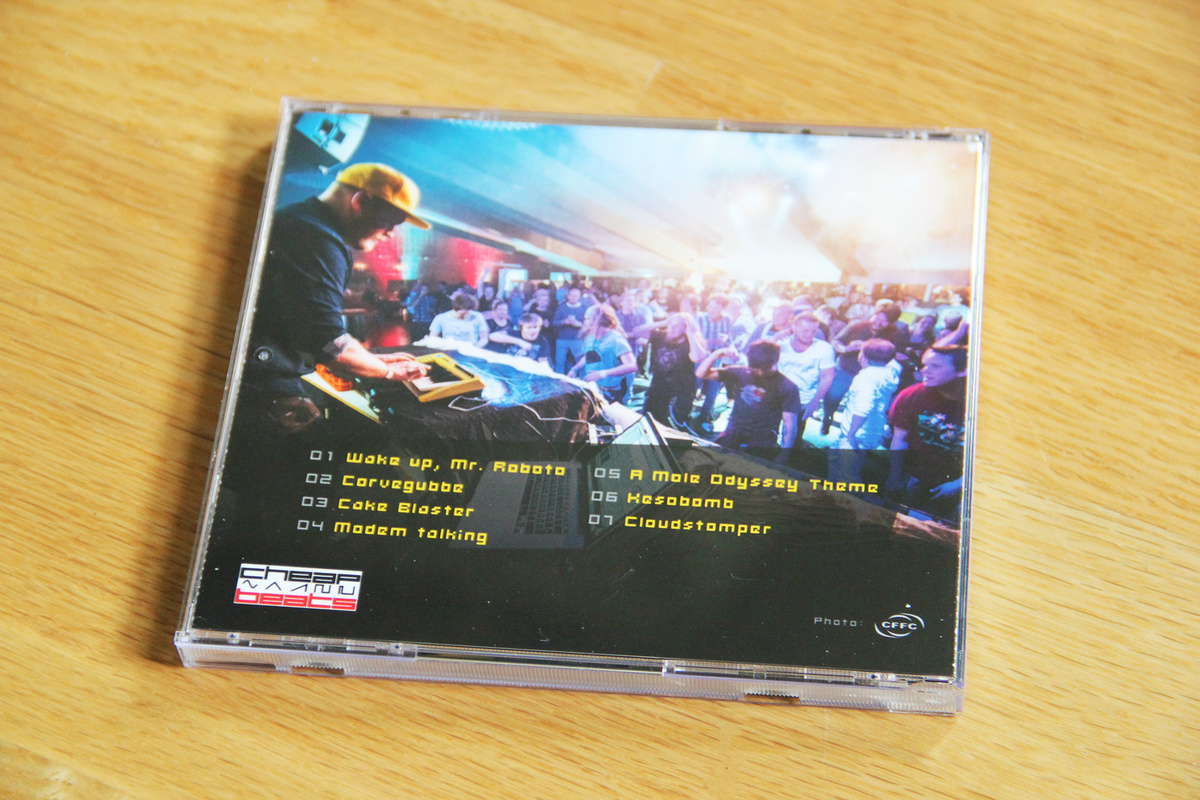 01 Wake up, Mr. Roboto
02 Corvegubbe
03 Cake Blaster
04 Modem talking
05 A Mole Odyssey Theme
06 Kesobomb
07 Cloudstomper
cheap
beats
Photo: CFFC